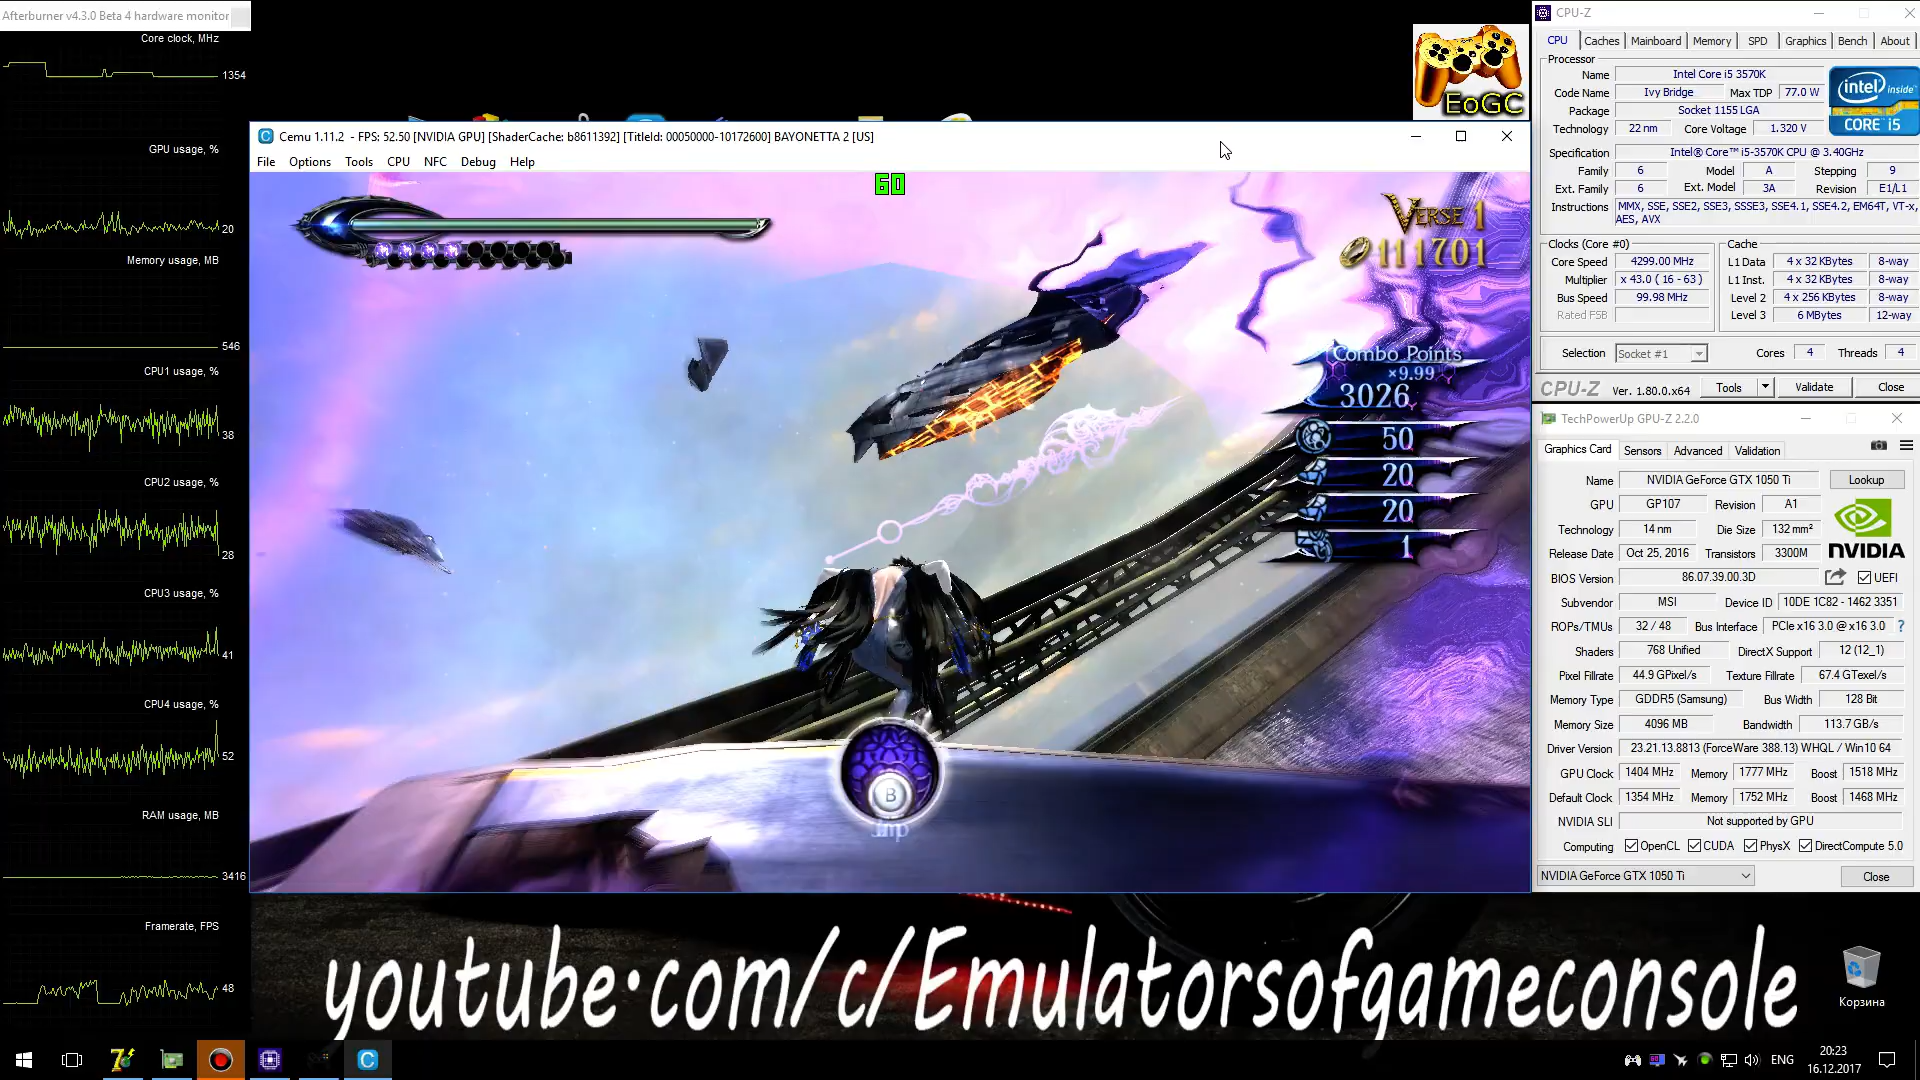 Afterburner v4.3.0 Beta 4 hardware monitor
Core clock, MHz
1354
GPU usage, %
20
Memory usage, MB
546
CPU1 usage, %
38
CPU2 usage, %
28
CPU3 usage, %
41
CPU4 usage, %
52
RAM usage, MB
3416
Framerate, FPS
48
EoGC
Cemu 1.11.2 - FPS: 52.50 [NVIDIA GPU] [ShaderCache: b8611392] [TitleId: 00050000-10172600] BAYONETTA 2 [US]
File Options Tools CPU NFC Debug Help
60
VERSE 1
111701
Combo Points
×9.99
3026
50
20
20
1
B
Jump
CPU-Z
CPU Caches Mainboard Memory SPD Graphics Bench About
Processor
Name Intel Core i5 3570K
Code Name Ivy Bridge Max TDP 77.0 W
Package Socket 1155 LGA
Technology 22 nm Core Voltage 1.320 V
intel inside™
CORE i5
Specification Intel® Core™ i5-3570K CPU @ 3.40GHz
Family 6 Model A Stepping 9
Ext. Family 6 Ext. Model 3A Revision E1/L1
Instructions MMX, SSE, SSE2, SSE3, SSSE3, SSE4.1, SSE4.2, EM64T, VT-x,
AES, AVX
Clocks (Core #0) Cache
Core Speed 4299.00 MHz L1 Data 4 x 32 KBytes 8-way
Multiplier x 43.0 ( 16 - 63 ) L1 Inst. 4 x 32 KBytes 8-way
Bus Speed 99.98 MHz Level 2 4 x 256 KBytes 8-way
Rated FSB Level 3 6 MBytes 12-way
Selection Socket #1 Cores 4 Threads 4
CPU-Z Ver. 1.80.0.x64 Tools Validate Close
TechPowerUp GPU-Z 2.2.0
Graphics Card Sensors Advanced Validation
Name NVIDIA GeForce GTX 1050 Ti Lookup
GPU GP107 Revision A1
Technology 14 nm Die Size 132 mm²
Release Date Oct 25, 2016 Transistors 3300M
NVIDIA
BIOS Version 86.07.39.00.3D UEFI
Subvendor MSI Device ID 10DE 1C82 - 1462 3351
ROPs/TMUs 32 / 48 Bus Interface PCIe x16 3.0 @ x16 3.0 ?
Shaders 768 Unified DirectX Support 12 (12_1)
Pixel Fillrate 44.9 GPixel/s Texture Fillrate 67.4 GTexel/s
Memory Type GDDR5 (Samsung) Bus Width 128 Bit
Memory Size 4096 MB Bandwidth 113.7 GB/s
Driver Version 23.21.13.8813 (ForceWare 388.13) WHQL / Win10 64
GPU Clock 1404 MHz Memory 1777 MHz Boost 1518 MHz
Default Clock 1354 MHz Memory 1752 MHz Boost 1468 MHz
NVIDIA SLI Not supported by GPU
Computing OpenCL CUDA PhysX DirectCompute 5.0
NVIDIA GeForce GTX 1050 Ti Close
youtube.com/c/Emulatorsofgameconsole
Корзина
ENG
20:23
16.12.2017